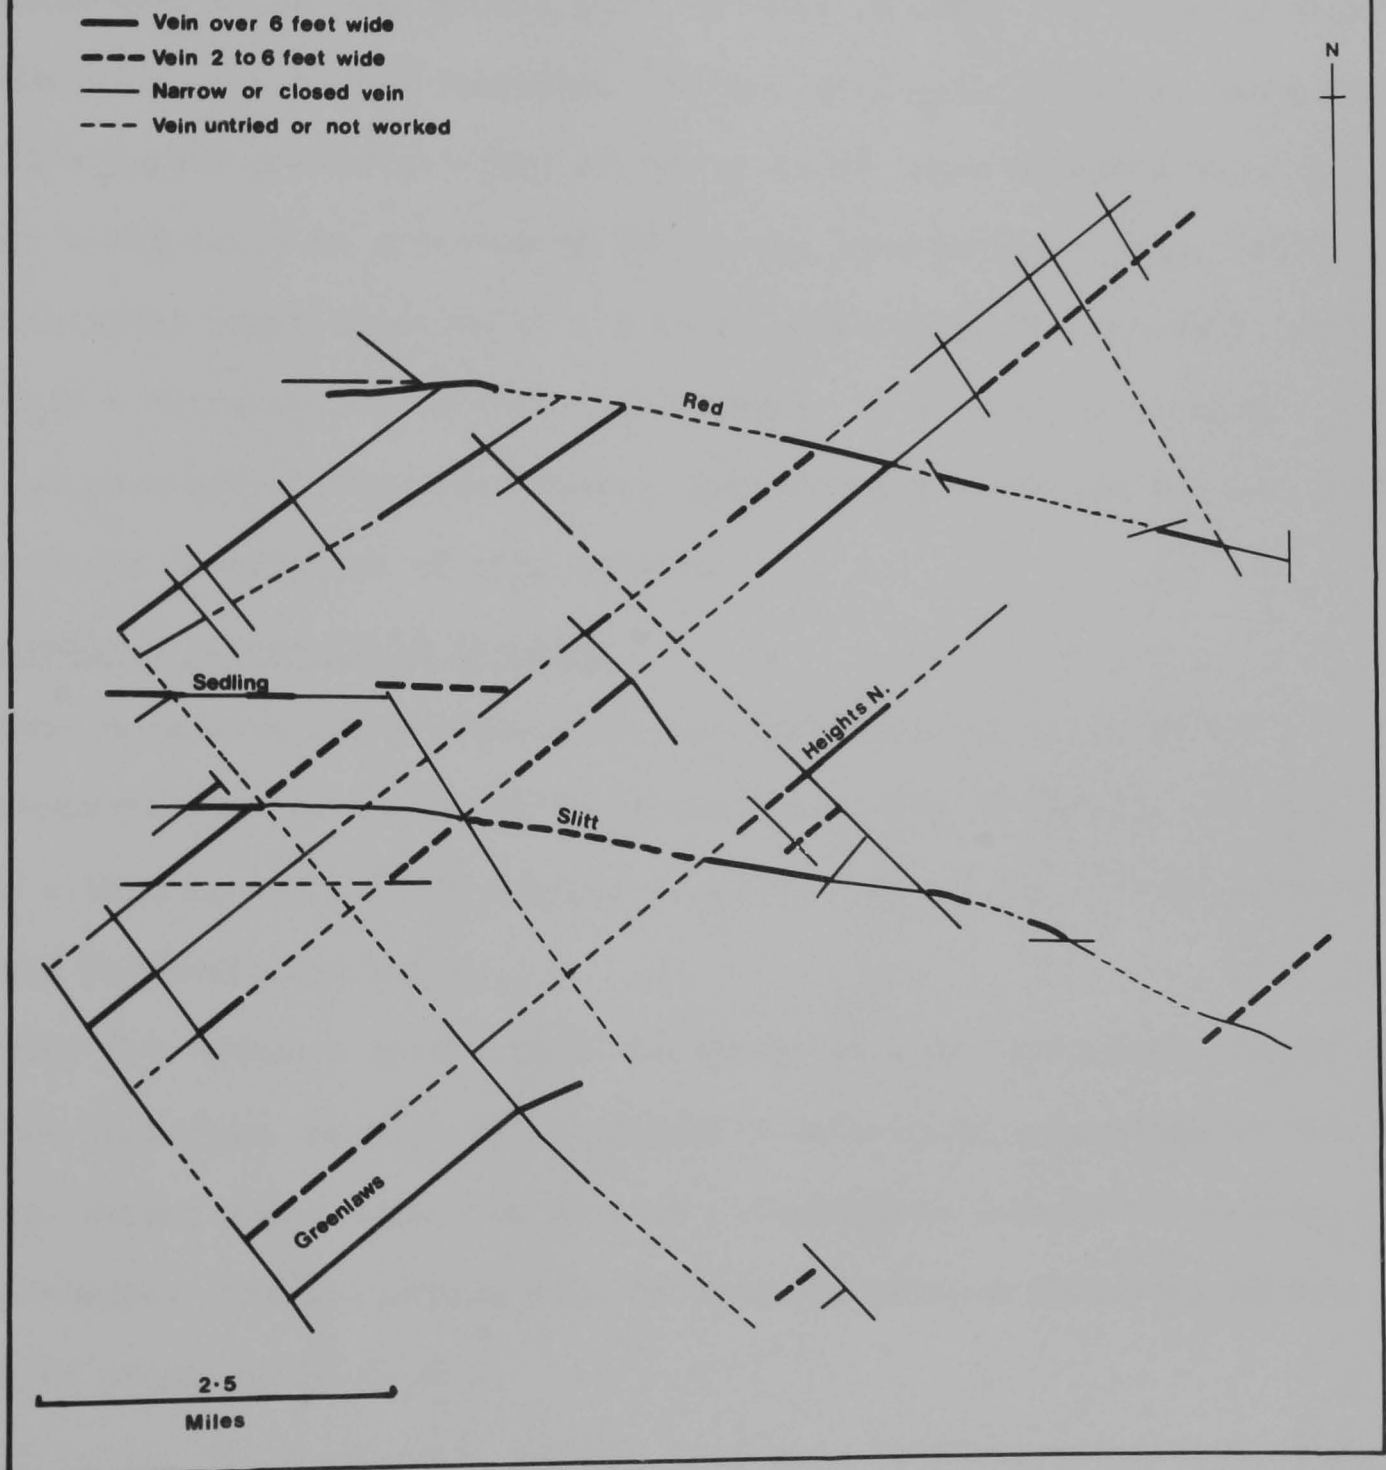 Vein over 6 feet wide
Vein 2 to 6 feet wide
Narrow or closed vein
Vein untried or not worked
N
Red
Sedling
Heights N.
Slitt
Greenlaws
2·5
Miles